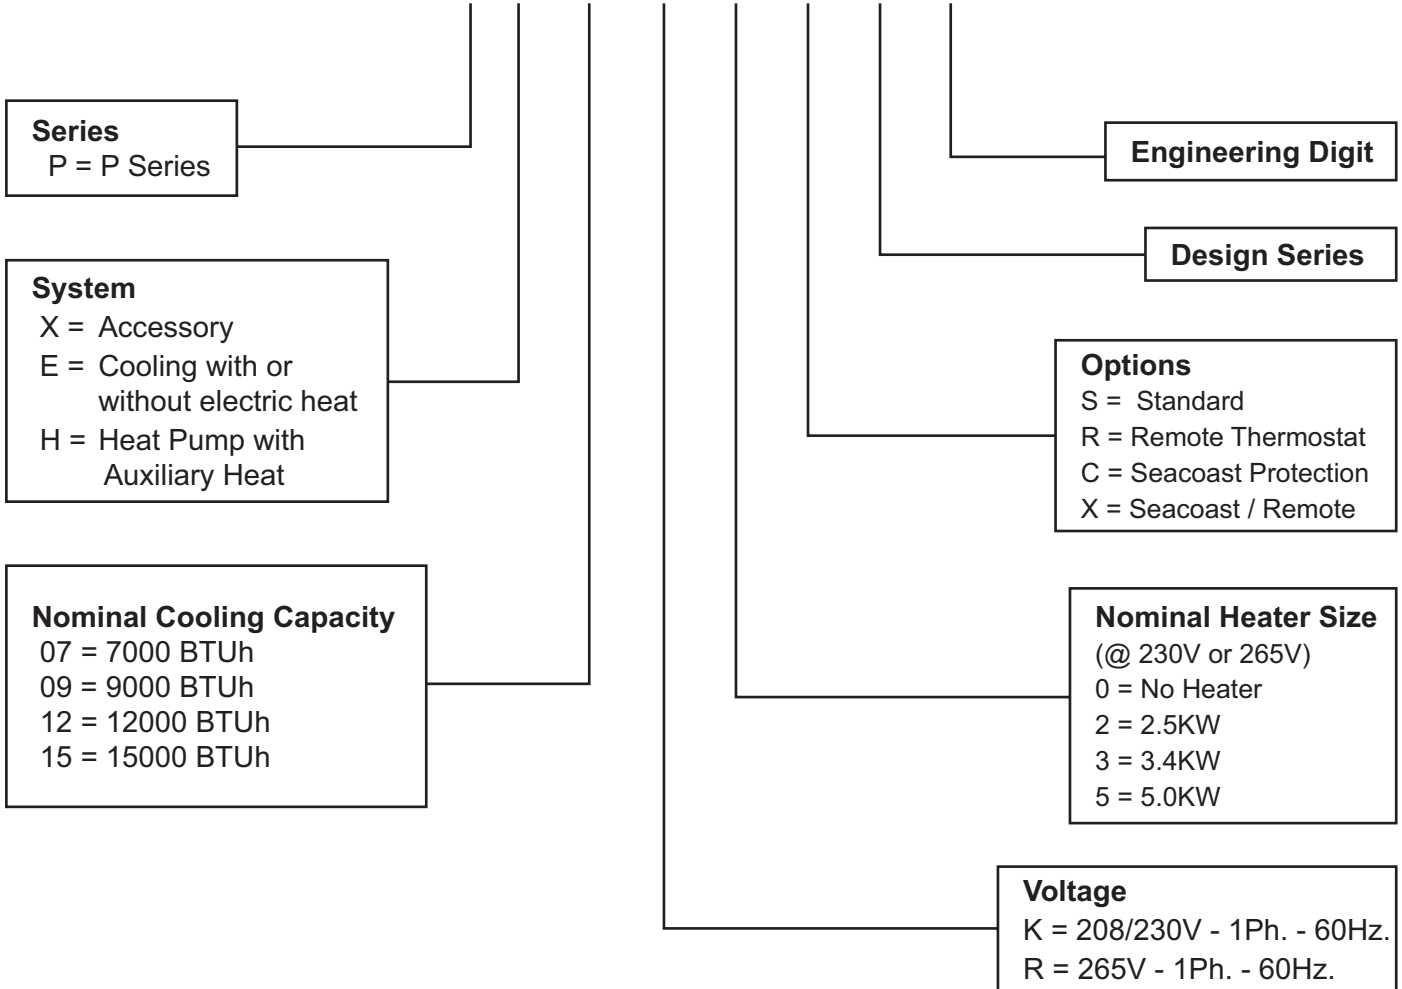 Series
P = P Series
System
X = Accessory
E = Cooling with or
without electric heat
H = Heat Pump with
Auxiliary Heat
Nominal Cooling Capacity
07 = 7000 BTUh
09 = 9000 BTUh
12 = 12000 BTUh
15 = 15000 BTUh
Engineering Digit
Design Series
Options
S = Standard
R = Remote Thermostat
C = Seacoast Protection
X = Seacoast / Remote
Nominal Heater Size
(@ 230V or 265V)
0 = No Heater
2 = 2.5KW
3 = 3.4KW
5 = 5.0KW
Voltage
K = 208/230V - 1Ph. - 60Hz.
R = 265V - 1Ph. - 60Hz.